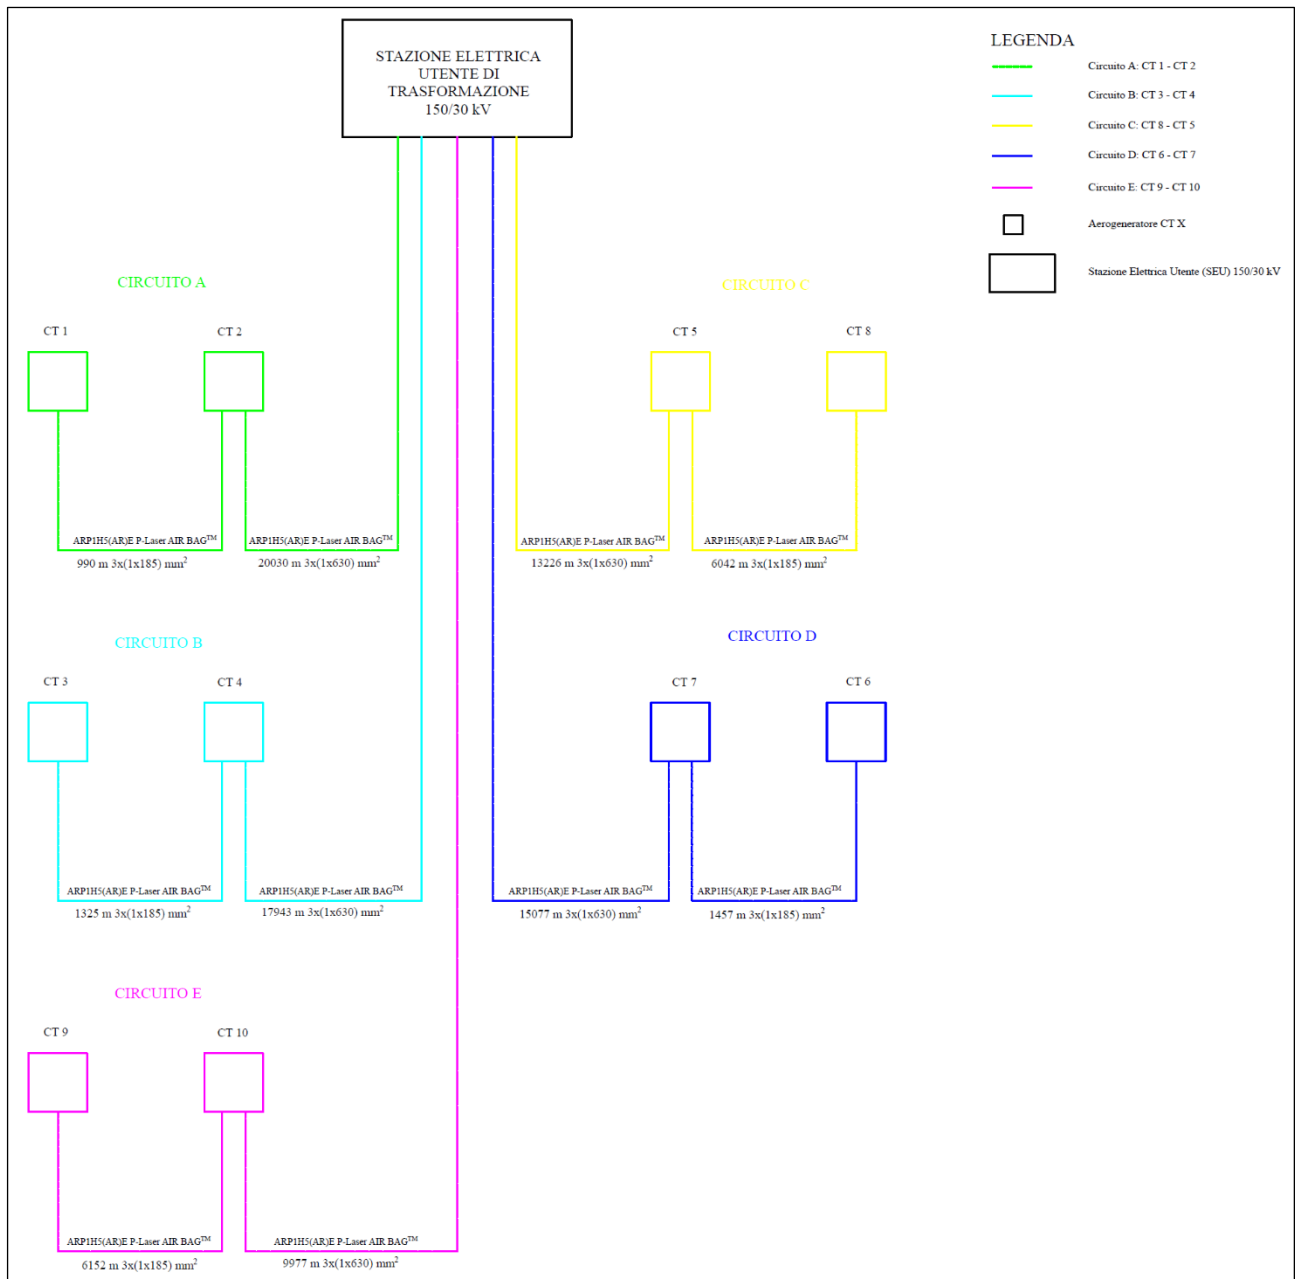 STAZIONE ELETTRICA
UTENTE DI
TRASFORMAZIONE
150/30 kV
LEGENDA
Circuito A: CT 1 - CT 2
Circuito B: CT 3 - CT 4
Circuito C: CT 8 - CT 5
Circuito D: CT 6 - CT 7
Circuito E: CT 9 - CT 10
Aerogeneratore CT X
Stazione Elettrica Utente (SEU) 150/30 kV
CIRCUITO A
CT 1
CT 2
ARP1H5(AR)E P-Laser AIR BAG™
990 m 3x(1x185) mm²
ARP1H5(AR)E P-Laser AIR BAG™
20030 m 3x(1x630) mm²
CIRCUITO C
CT 5
CT 8
ARP1H5(AR)E P-Laser AIR BAG™
13226 m 3x(1x630) mm²
ARP1H5(AR)E P-Laser AIR BAG™
6042 m 3x(1x185) mm²
CIRCUITO B
CT 3
CT 4
ARP1H5(AR)E P-Laser AIR BAG™
1325 m 3x(1x185) mm²
ARP1H5(AR)E P-Laser AIR BAG™
17943 m 3x(1x630) mm²
CIRCUITO D
CT 7
CT 6
ARP1H5(AR)E P-Laser AIR BAG™
15077 m 3x(1x630) mm²
ARP1H5(AR)E P-Laser AIR BAG™
1457 m 3x(1x185) mm²
CIRCUITO E
CT 9
CT 10
ARP1H5(AR)E P-Laser AIR BAG™
6152 m 3x(1x185) mm²
ARP1H5(AR)E P-Laser AIR BAG™
9977 m 3x(1x630) mm²